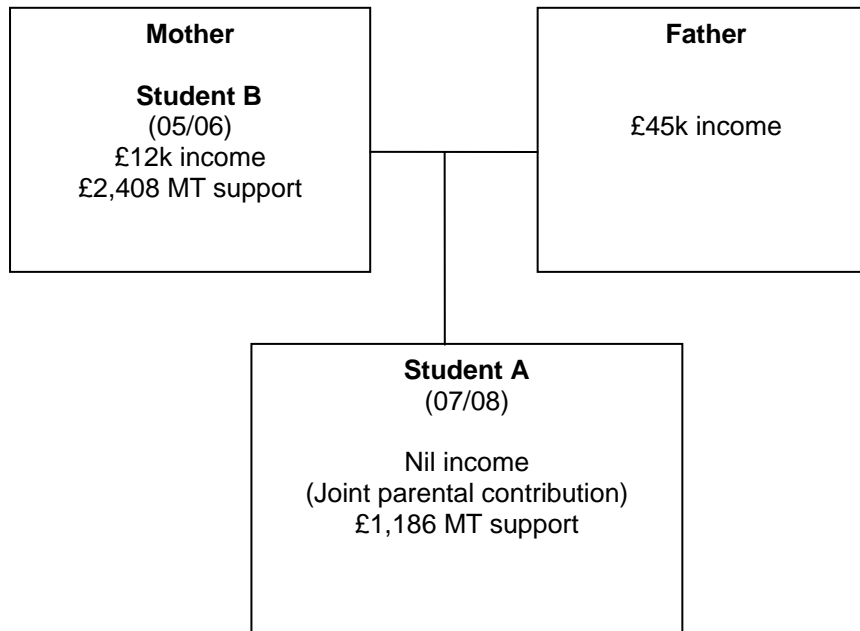 Mother
Student B
(05/06)
£12k income
£2,408 MT support
Father
£45k income
Student A
(07/08)
Nil income
(Joint parental contribution)
£1,186 MT support